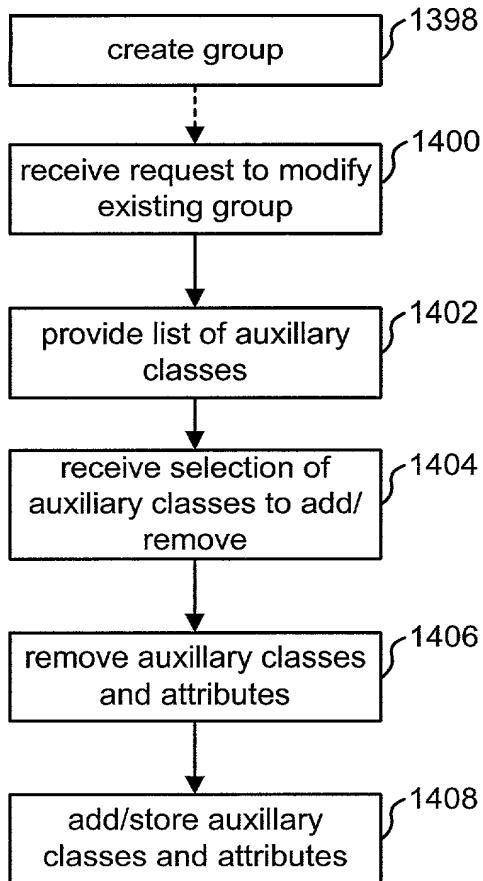 create group
1398
receive request to modify
existing group
1400
provide list of auxillary
classes
1402
receive selection of
auxiliary classes to add/
remove
1404
remove auxillary classes
and attributes
1406
add/store auxillary
classes and attributes
1408